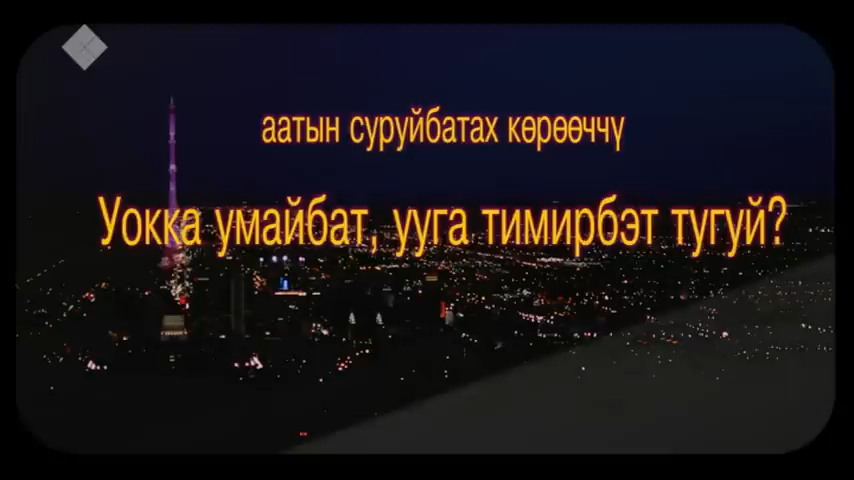 аатын суруйбатах көрөөччү
Уокка умайбат, ууга тимирбэт тугуй?